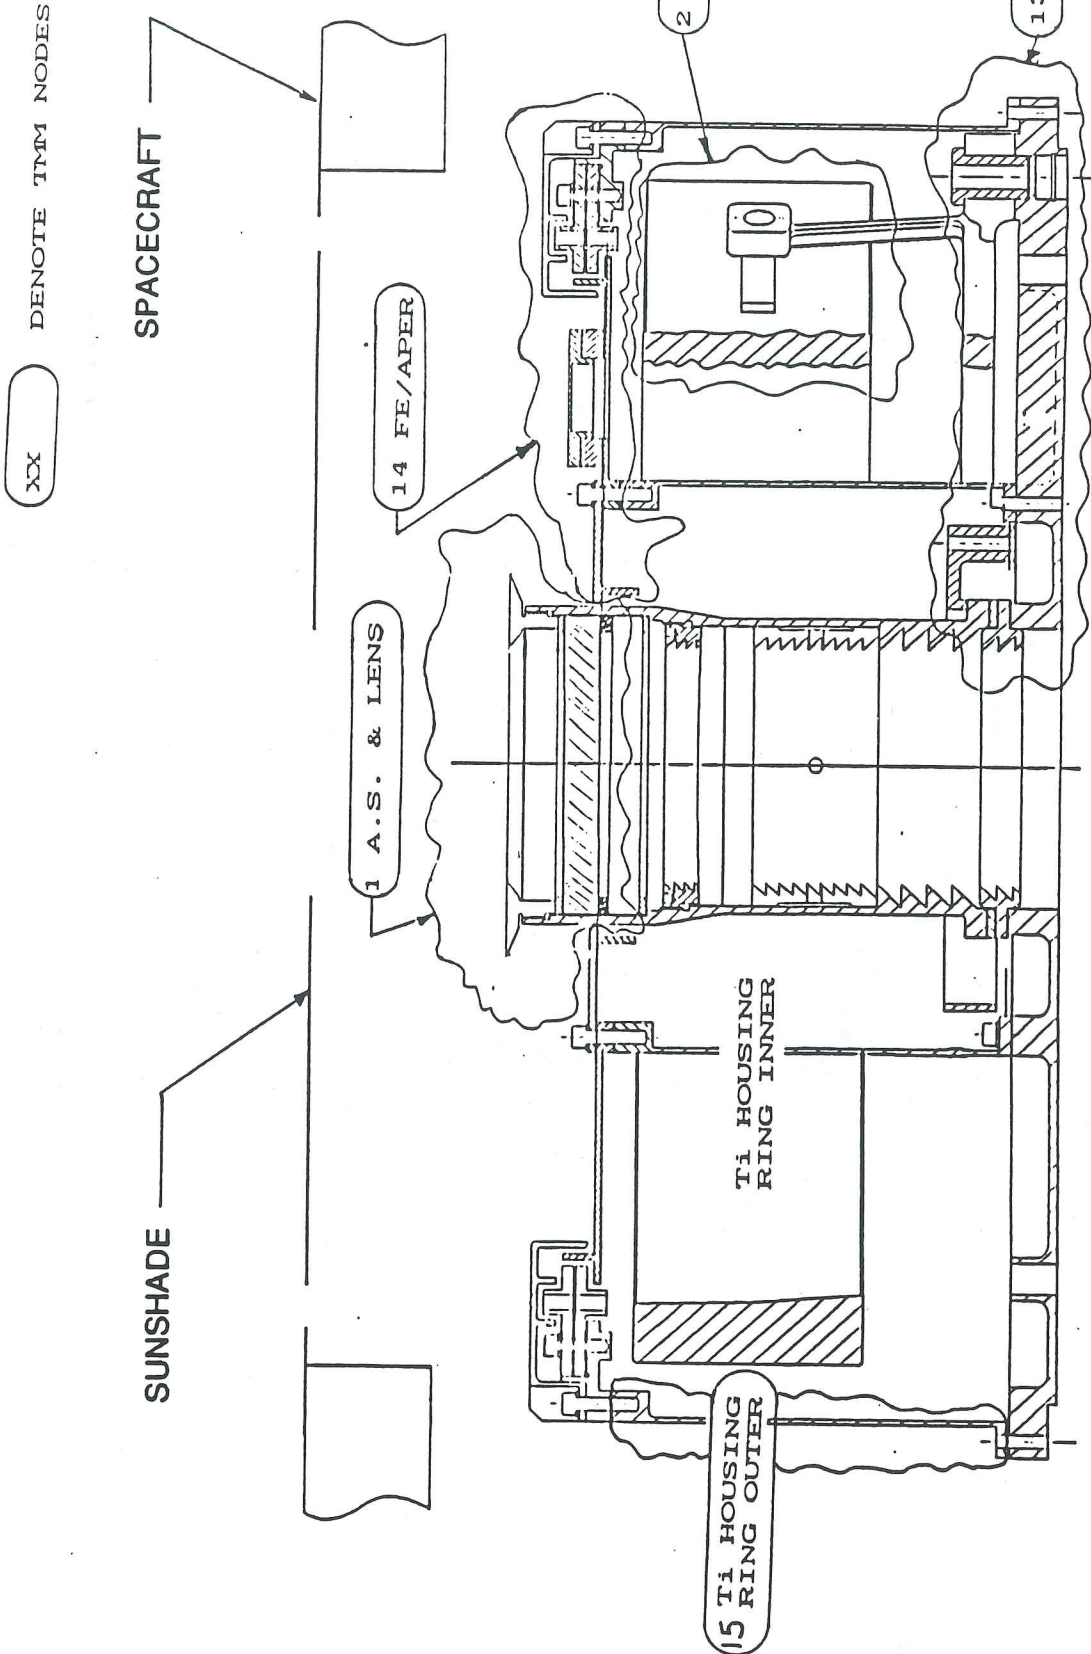 XX
DENOTE TMM NODES
SPACECRAFT
SUNSHADE
14 FE/APER
1 A.S. & LENS
2
13
Ti HOUSING
RING INNER
15 Ti HOUSING
RING OUTER